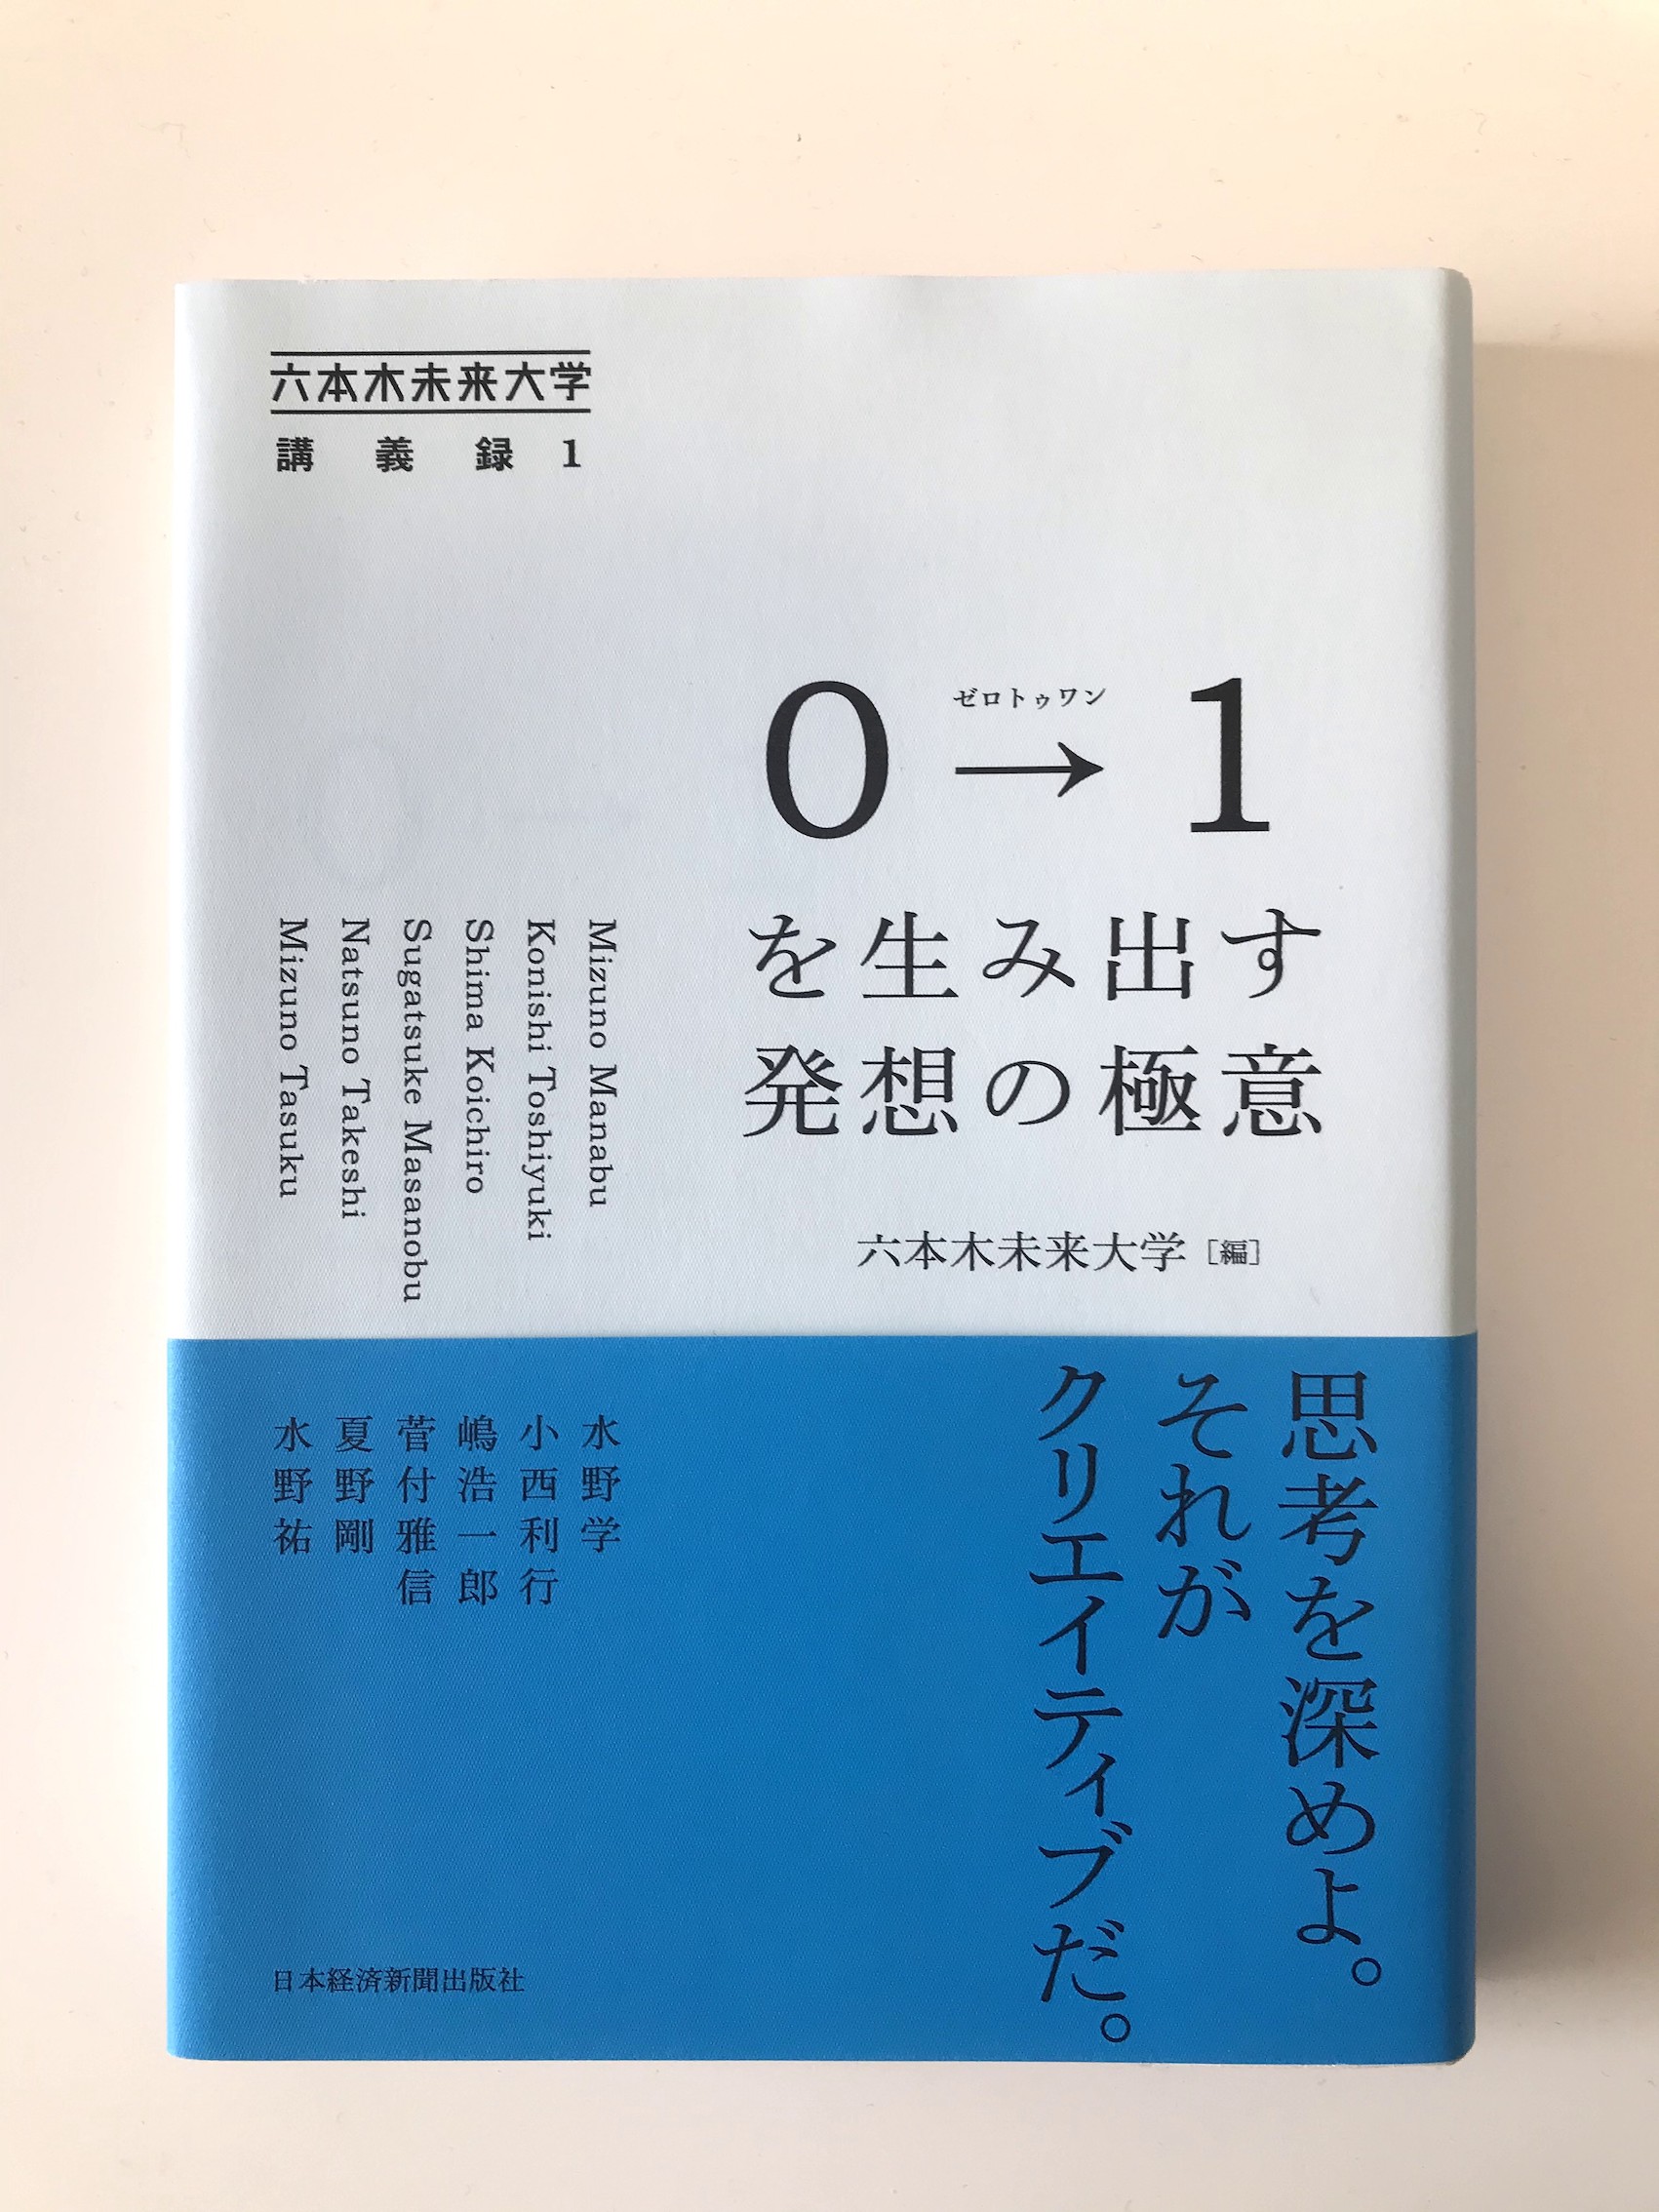 六本木未来大学
講義録1
ゼロトゥワン
0→1
を生み出す
発想の極意
六本木未来大学［編］
Mizuno Manabu
Konishi Toshiyuki
Shima Koichiro
Sugatsuke Masanobu
Natsuno Takeshi
Mizuno Tasuku
思考を深めよ。
それが
クリエイティブだ。
水野学
小西利行
嶋浩一郎
菅付雅信
夏野剛
水野祐
日本経済新聞出版社